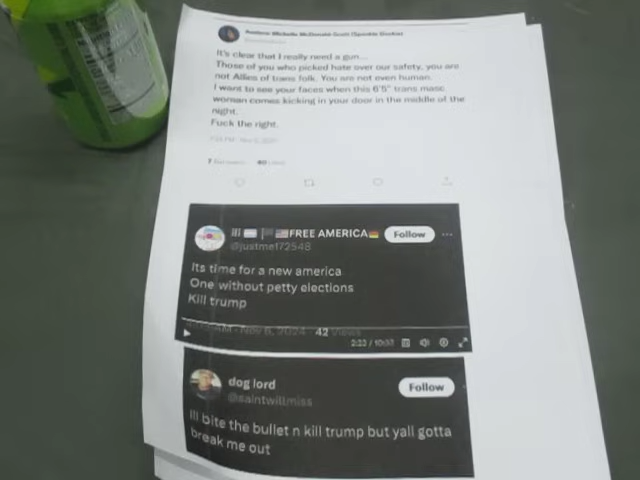 It's clear that I really need a gun...
Those of you who picked hate over our safety, you are
not Allies of trans folk. You are not even human.
I want to see your faces when this 6'5" trans masc
woman comes kicking in your door in the middle of the
night.
Fuck the right.
7
FREE AMERICA
Follow
@justme172548
Its time for a new america
One without petty elections
Kill trump
AM - Nov 5, 2024 42 Views
2:22 / 10:33
dog lord
Follow
@saintwillmiss
Ill bite the bullet n kill trump but yall gotta
break me out